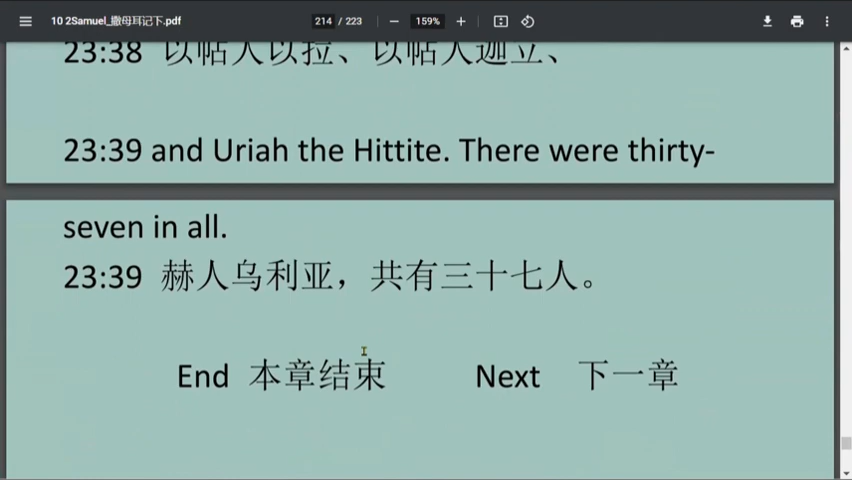 10 2Samuel_撒母耳记下.pdf
214 / 223
159%
23:38 以帖人以拉、以帖人迦立、
23:39 and Uriah the Hittite. There were thirty-
seven in all.
23:39 赫人乌利亚，共有三十七人。
End 本章结束 Next 下一章